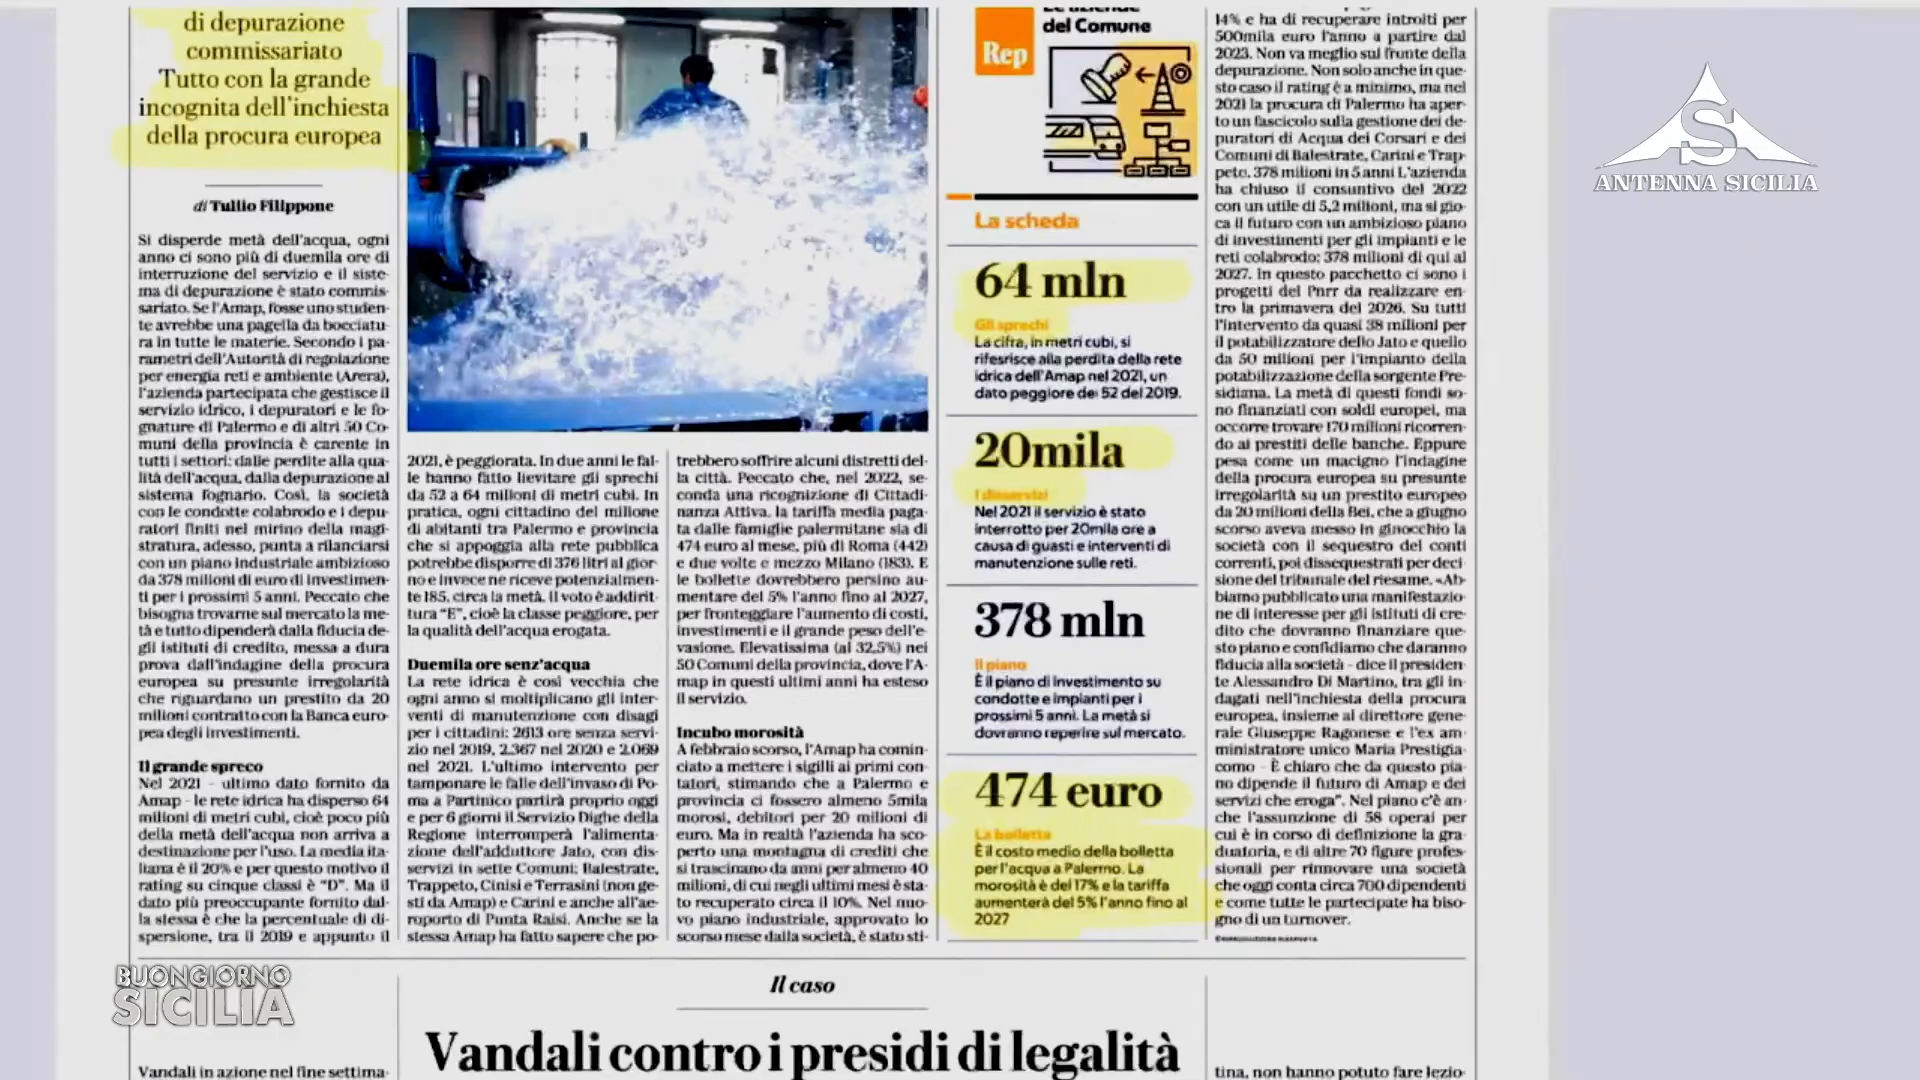 di depurazione
commissariato
Tutto con la grande
incognita dell'inchiesta
della procura europea
di Tullio Filippone
Si disperde metà dell'acqua, ogni
anno ci sono più di duemila ore di
interruzione del servizio e il siste-
ma di depurazione è stato commis-
sariato. Se l'Amap, fosse uno studen-
te avrebbe una pagella da bocciatu-
ra in tutte le materie. Secondo i pa-
rametri dell'Autorità di regolazione
per energia reti e ambiente (Arera),
l'azienda partecipata che gestisce il
servizio idrico, i depuratori e le fo-
gnature di Palermo e di altri 50 Co-
muni della provincia è carente in
tutti i settori: dalle perdite alla qua-
lità dell'acqua, dalla depurazione al
sistema fognario. Così, la società
con le condotte colabrodo e i depu-
ratori finiti nel mirino della magi-
stratura, adesso, punta a rilanciarsi
con un piano industriale ambizioso
da 378 milioni di euro di investimen-
ti per i prossimi 5 anni. Peccato che
bisogna trovarne sul mercato la me-
tà e tutto dipenderà dalla fiducia de-
gli istituti di credito, messa a dura
prova dall'indagine della procura
europea su presunte irregolarità
che riguardano un prestito da 20
milioni contratto con la Banca euro-
pea degli investimenti.
Il grande spreco
Nel 2021 - ultimo dato fornito da
Amap - le rete idrica ha disperso 64
milioni di metri cubi, cioè poco più
della metà dell'acqua non arriva a
destinazione per l'uso. La media ita-
liana è il 20% e per questo motivo il
rating su cinque classi è "D". Ma il
dato più preoccupante fornito dal-
la stessa è che la percentuale di di-
spersione, tra il 2019 e appunto il
2021, è peggiorata. In due anni le fal-
le hanno fatto lievitare gli sprechi
da 52 a 64 milioni di metri cubi. In
pratica, ogni cittadino del milione
di abitanti tra Palermo e provincia
che si appoggia alla rete pubblica
potrebbe disporre di 376 litri al gior-
no e invece ne riceve potenzialmen-
te 185, circa la metà. Il voto è addirit-
tura "E", cioè la classe peggiore, per
la qualità dell'acqua erogata.
Duemila ore senz'acqua
La rete idrica è così vecchia che
ogni anno si moltiplicano gli inter-
venti di manutenzione con disagi
per i cittadini: 2613 ore senza servi-
zio nel 2019, 2.367 nel 2020 e 2.069
nel 2021. L'ultimo intervento per
tamponare le falle dell'invaso di Po-
ma a Partinico partirà proprio oggi
e per 6 giorni il Servizio Dighe della
Regione interromperà l'alimenta-
zione dell'adduttore Jato, con dis-
servizi in sette Comuni: Balestrate,
Trappeto, Cinisi e Terrasini (non ge-
sti da Amap) e Carini e anche all'ae-
roporto di Punta Raisi. Anche se la
stessa Amap ha fatto sapere che po-
trebbero soffrire alcuni distretti del-
la città. Peccato che, nel 2022, se-
conda una ricognizione di Cittadi-
nanza Attiva, la tariffa media paga-
ta dalle famiglie palermitane sia di
474 euro al mese, più di Roma (442)
e due volte e mezzo Milano (183). E
le bollette dovrebbero persino au-
mentare del 5% l'anno fino al 2027,
per fronteggiare l'aumento di costi,
investimenti e il grande peso dell'e-
vasione. Elevatissima (al 32,5%) nei
50 Comuni della provincia, dove l'A-
map in questi ultimi anni ha esteso
il servizio.
Incubo morosità
A febbraio scorso, l'Amap ha comin-
ciato a mettere i sigilli ai primi con-
tatori, stimando che a Palermo e
provincia ci fossero almeno 5mila
morosi, debitori per 20 milioni di
euro. Ma in realtà l'azienda ha sco-
perto una montagna di crediti che
si trascinano da anni per almeno 40
milioni, di cui negli ultimi mesi è sta-
to recuperato circa il 10%. Nel nuo-
vo piano industriale, approvato lo
scorso mese dalla società, è stato sti-
Rep
Le aziende
del Comune
La scheda
64 mln
Gli sprechi
La cifra, in metri cubi, si
rifesrisce alla perdita della rete
idrica dell'Amap nel 2021, un
dato peggiore dei 52 del 2019.
20mila
I disservizi
Nel 2021 il servizio è stato
interrotto per 20mila ore a
causa di guasti e interventi di
manutenzione sulle reti.
378 mln
Il piano
È il piano di investimento su
condotte e impianti per i
prossimi 5 anni. La metà si
dovranno reperire sul mercato.
474 euro
La bolletta
È il costo medio della bolletta
per l'acqua a Palermo. La
morosità è del 17% e la tariffa
aumenterà del 5% l'anno fino al
2027
14% e ha di recuperare introiti per
500mila euro l'anno a partire dal
2023. Non va meglio sul fronte della
depurazione. Non solo anche in que-
sto caso il rating è a minimo, ma nel
2021 la procura di Palermo ha aper-
to un fascicolo sulla gestione dei de-
puratori di Acqua dei Corsari e dei
Comuni di Balestrate, Carini e Trap-
peto. 378 milioni in 5 anni L'azienda
ha chiuso il consuntivo del 2022
con un utile di 5,2 milioni, ma si gio-
ca il futuro con un ambizioso piano
di investimenti per gli impianti e le
reti colabrodo: 378 milioni di qui al
2027. In questo pacchetto ci sono i
progetti del Pnrr da realizzare en-
tro la primavera del 2026. Su tutti
l'intervento da quasi 38 milioni per
il potabilizzatore dello Jato e quello
da 50 milioni per l'impianto della
potabilizzazione della sorgente Pre-
sidiana. La metà di questi fondi so-
no finanziati con soldi europei, ma
occorre trovare 170 milioni ricorren-
do ai prestiti delle banche. Eppure
pesa come un macigno l'indagine
della procura europea su presunte
irregolarità su un prestito europeo
da 20 milioni della Bei, che a giugno
scorso aveva messo in ginocchio la
società con il sequestro dei conti
correnti, poi dissequestrati per deci-
sione del tribunale del riesame. «Ab-
biamo pubblicato una manifestazio-
ne di interesse per gli istituti di cre-
dito che dovranno finanziare que-
sto piano e confidiamo che daranno
fiducia alla società - dice il presiden-
te Alessandro Di Martino, tra gli in-
dagati nell'inchiesta della procura
europea, insieme al direttore gene-
rale Giuseppe Ragonese e l'ex am-
ministratore unico Maria Prestigia-
como - È chiaro che da questo pia-
no dipende il futuro di Amap e dei
servizi che eroga". Nel piano c'è an-
che l'assunzione di 58 operai per
cui è in corso di definizione la gra-
duatoria, e di altre 70 figure profes-
sionali per rinnovare una società
che oggi conta circa 700 dipendenti
e come tutte le partecipate ha biso-
gno di un turnover.
ANTENNA SICILIA
BUONGIORNO
SICILIA
Il caso
Vandali contro i presidi di legalità
Vandali in azione nel fine settima-
tina, non hanno potuto fare lezio-